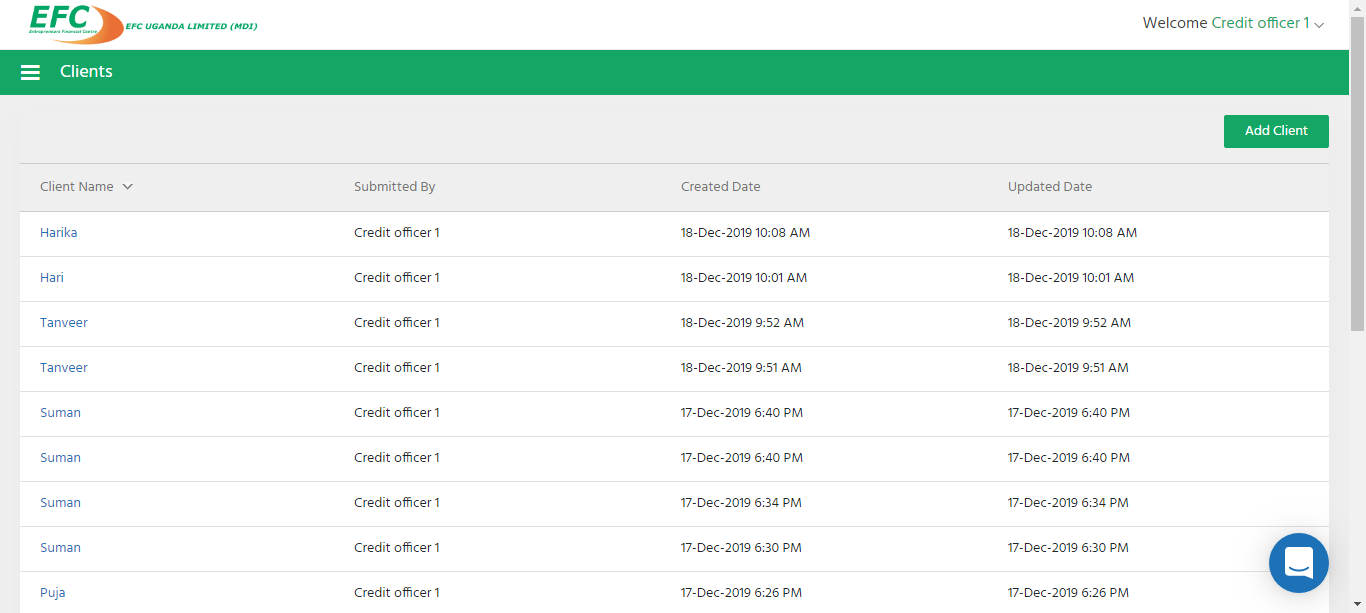 EFC
Entrepreneurs Financial Centre
EFC UGANDA LIMITED (MDI)
Welcome Credit officer 1
Clients
Add Client
Client Name Submitted By Created Date Updated Date
Harika Credit officer 1 18-Dec-2019 10:08 AM 18-Dec-2019 10:08 AM
Hari Credit officer 1 18-Dec-2019 10:01 AM 18-Dec-2019 10:01 AM
Tanveer Credit officer 1 18-Dec-2019 9:52 AM 18-Dec-2019 9:52 AM
Tanveer Credit officer 1 18-Dec-2019 9:51 AM 18-Dec-2019 9:51 AM
Suman Credit officer 1 17-Dec-2019 6:40 PM 17-Dec-2019 6:40 PM
Suman Credit officer 1 17-Dec-2019 6:40 PM 17-Dec-2019 6:40 PM
Suman Credit officer 1 17-Dec-2019 6:34 PM 17-Dec-2019 6:34 PM
Suman Credit officer 1 17-Dec-2019 6:30 PM 17-Dec-2019 6:30 PM
Puja Credit officer 1 17-Dec-2019 6:26 PM 17-Dec-2019 6:26 PM